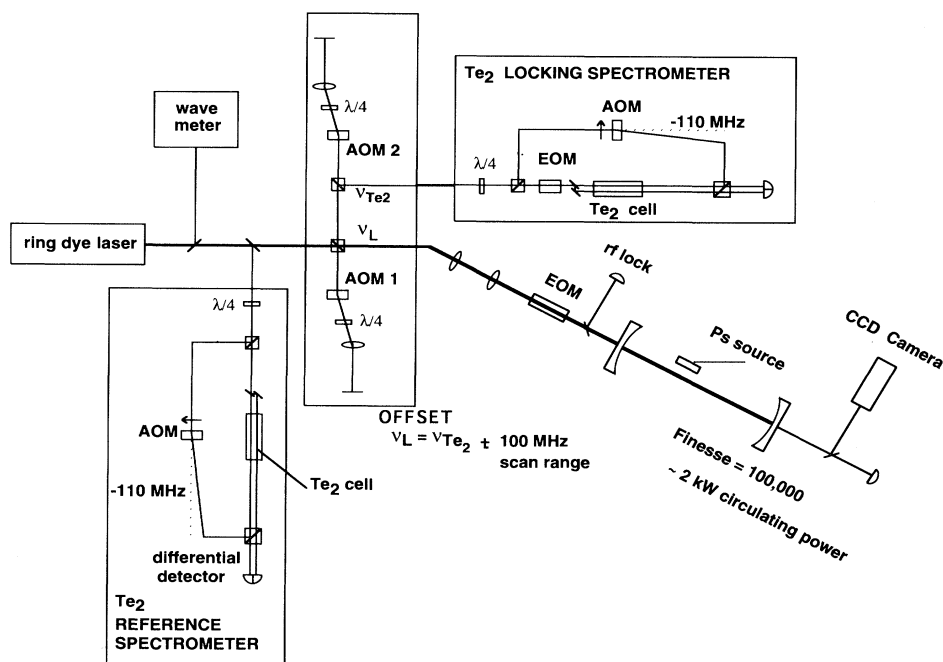 wave
meter
ring dye laser
λ/4
AOM 2
νTe2
νL
AOM 1
λ/4
Te2 LOCKING SPECTROMETER
AOM
-110 MHz
λ/4
EOM
Te2 cell
rf lock
EOM
Ps source
CCD Camera
Finesse = 100,000
~ 2 kW circulating power
OFFSET
νL = νTe2 ± 100 MHz
scan range
λ/4
AOM
-110 MHz
Te2 cell
differential
detector
Te2
REFERENCE
SPECTROMETER